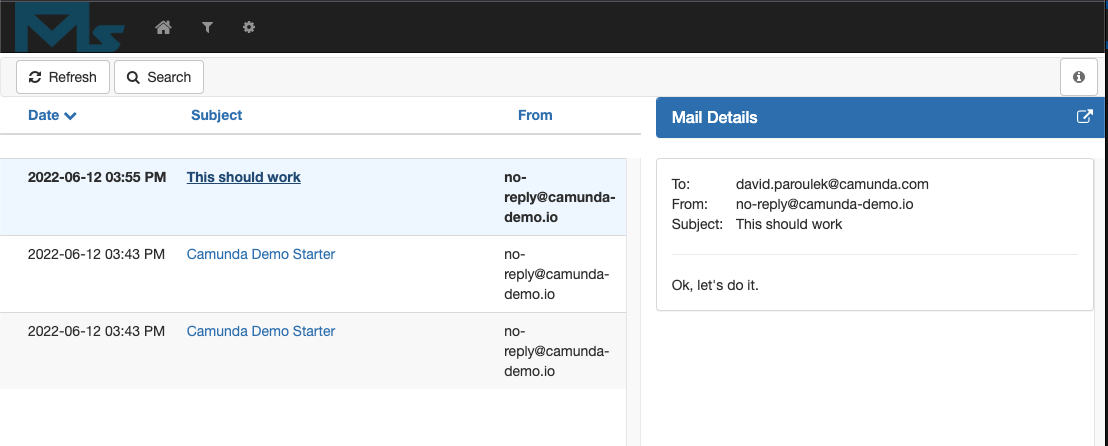 Ms
Refresh Search
Date Subject From
2022-06-12 03:55 PM This should work no-
reply@camunda-
demo.io
2022-06-12 03:43 PM Camunda Demo Starter no-
reply@camunda-
demo.io
2022-06-12 03:43 PM Camunda Demo Starter no-
reply@camunda-
demo.io
Mail Details
To: david.paroulek@camunda.com
From: no-reply@camunda-demo.io
Subject: This should work
Ok, let's do it.